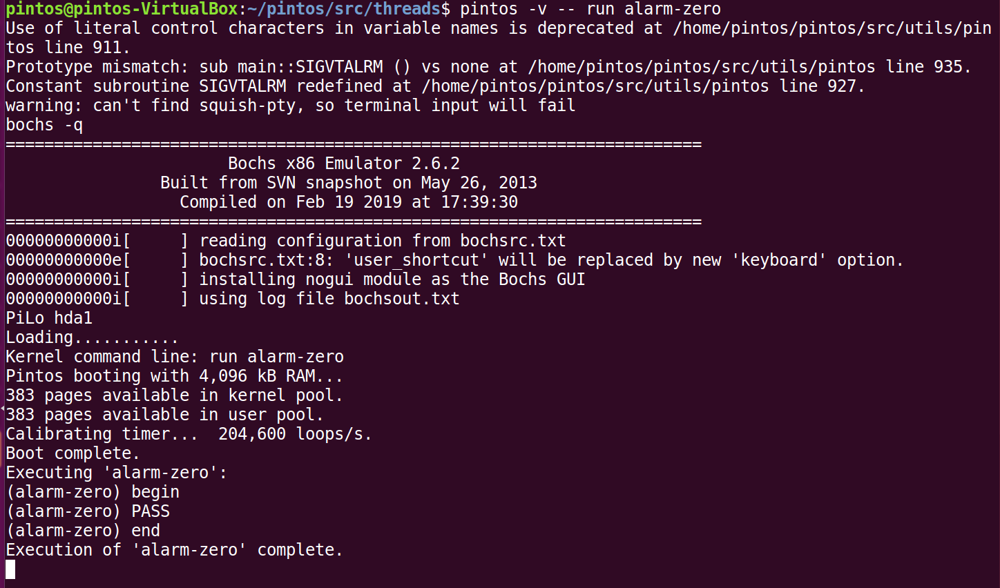 pintos@pintos-VirtualBox:~/pintos/src/threads$ pintos -v -- run alarm-zero
Use of literal control characters in variable names is deprecated at /home/pintos/pintos/src/utils/pin
tos line 911.
Prototype mismatch: sub main::SIGVTALRM () vs none at /home/pintos/pintos/src/utils/pintos line 935.
Constant subroutine SIGVTALRM redefined at /home/pintos/pintos/src/utils/pintos line 927.
warning: can't find squish-pty, so terminal input will fail
bochs -q
========================================================================
                       Bochs x86 Emulator 2.6.2
                Built from SVN snapshot on May 26, 2013
                  Compiled on Feb 19 2019 at 17:39:30
========================================================================
00000000000i[     ] reading configuration from bochsrc.txt
00000000000e[     ] bochsrc.txt:8: 'user_shortcut' will be replaced by new 'keyboard' option.
00000000000i[     ] installing nogui module as the Bochs GUI
00000000000i[     ] using log file bochsout.txt
PiLo hda1
Loading...........
Kernel command line: run alarm-zero
Pintos booting with 4,096 kB RAM...
383 pages available in kernel pool.
383 pages available in user pool.
Calibrating timer...  204,600 loops/s.
Boot complete.
Executing 'alarm-zero':
(alarm-zero) begin
(alarm-zero) PASS
(alarm-zero) end
Execution of 'alarm-zero' complete.